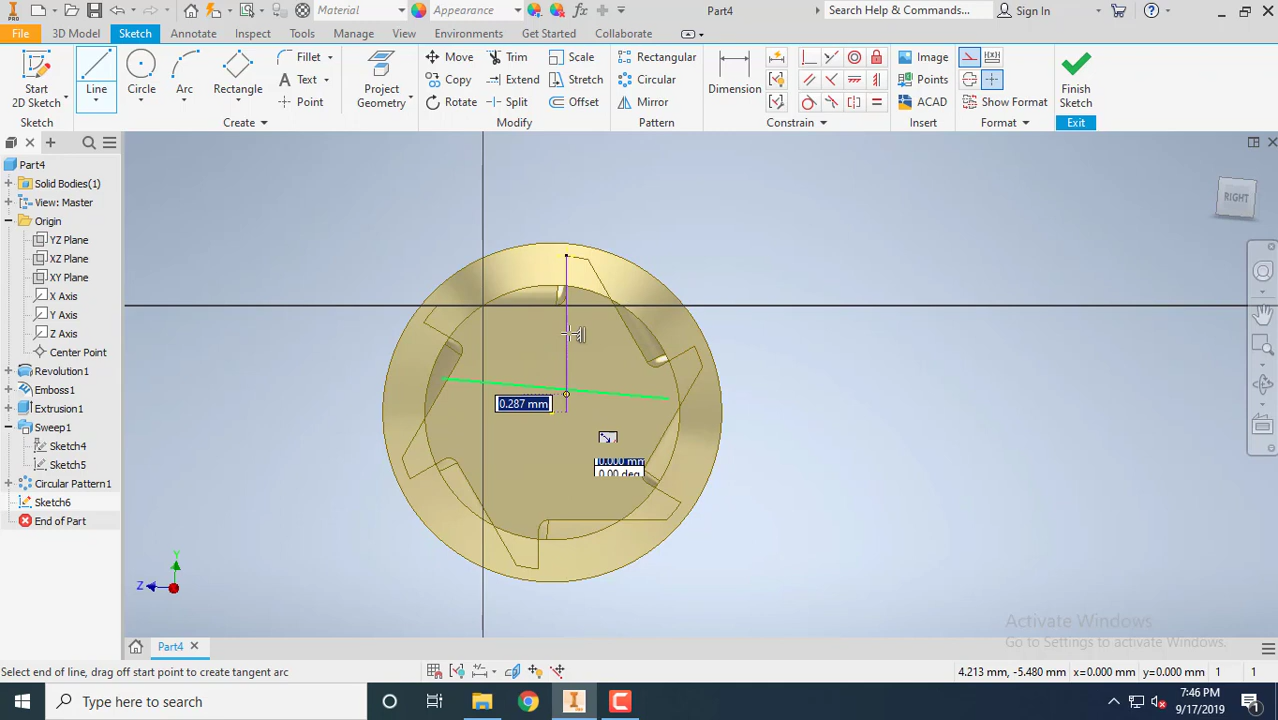 Material
Appearance
Part4
Search Help & Commands...
Sign In
File
3D Model
Sketch
Annotate
Inspect
Tools
Manage
View
Environments
Get Started
Collaborate
Start
2D Sketch
Line
Circle
Arc
Rectangle
Fillet
Text
Point
Project
Geometry
Move
Copy
Rotate
Trim
Extend
Split
Scale
Stretch
Offset
Rectangular
Circular
Mirror
Dimension
Image
Points
ACAD
Show Format
Finish
Sketch
Sketch
Create
Modify
Pattern
Constrain
Insert
Format
Exit
Part4
Solid Bodies(1)
View: Master
Origin
YZ Plane
XZ Plane
XY Plane
X Axis
Y Axis
Z Axis
Center Point
Revolution1
Emboss1
Extrusion1
Sweep1
Sketch4
Sketch5
Circular Pattern1
Sketch6
End of Part
RIGHT
0.287 mm
0.000 mm
0.00 deg
Y
Z
Activate Windows
Go to Settings to activate Windows.
Part4
Select end of line, drag off start point to create tangent arc
4.213 mm, -5.480 mm x=0.000 mm y=0.000 mm 1 1
Type here to search
7:46 PM
9/17/2019